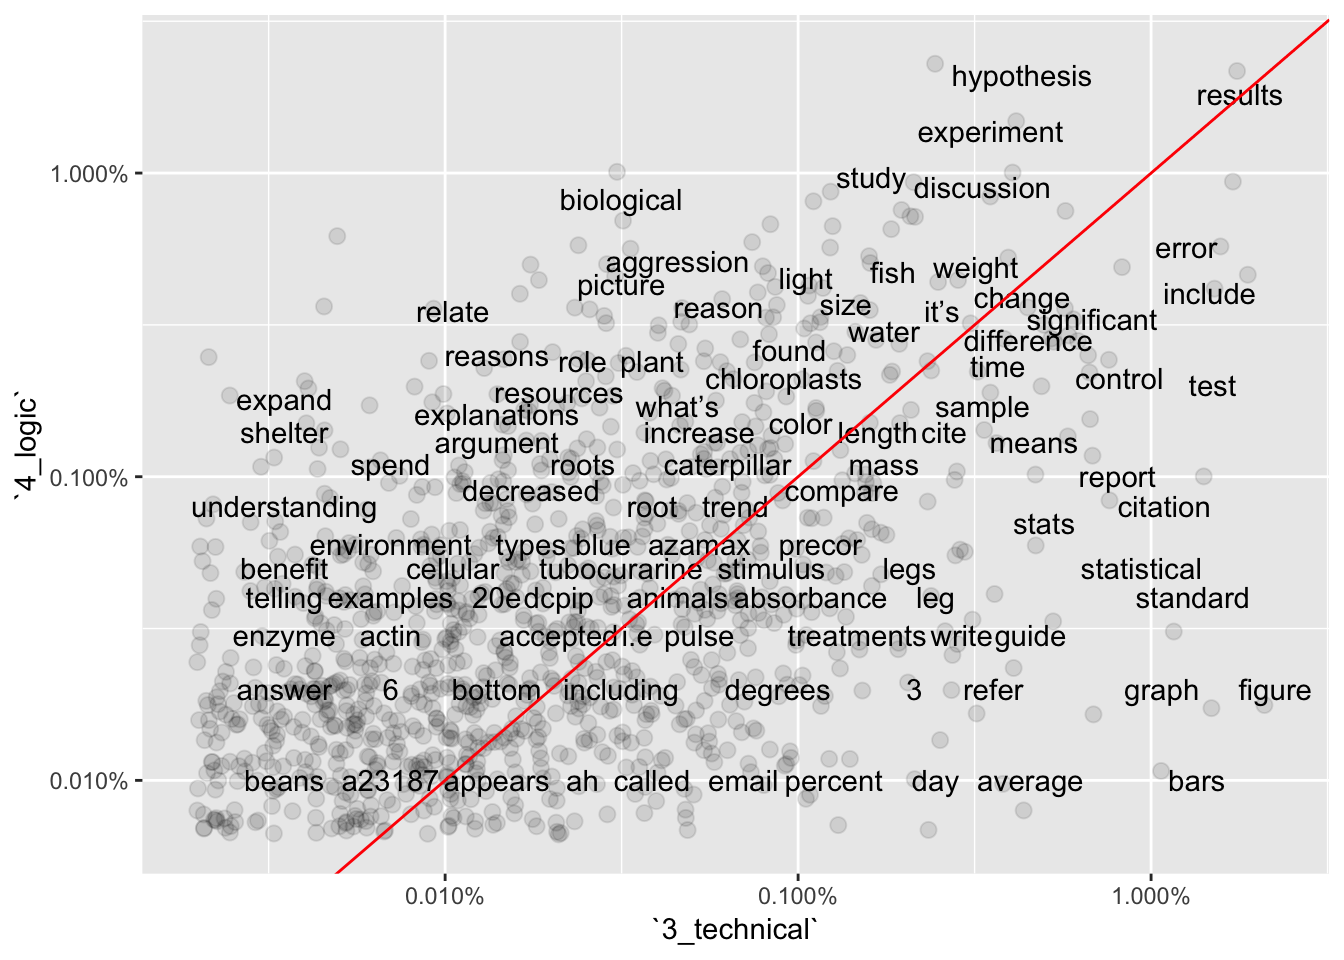 hypothesis
results
experiment
1.000%
study
discussion
biological
error
aggression
fish
weight
light
picture
include
change
size
reason
it’s
relate
significant
water
difference
found
reasons
role
plant
time
chloroplasts
control
test
resources
expand
what’s
sample
explanations
color
shelter
increase
length
cite
argument
means
spend
roots
caterpillar
mass
0.100%
report
decreased
compare
understanding
root
trend
citation
stats
environment
types
blue
azamax
precor
benefit
cellular
tubocurarine
stimulus
legs
statistical
telling
examples
20e
dcpip
animals
absorbance
leg
standard
enzyme
actin
accepted
i.e
pulse
treatments
write
guide
answer
6
bottom
including
degrees
3
refer
graph
figure
0.010%
beans
a23187
appears
ah
called
email
percent
day
average
bars
0.010%
0.100%
1.000%
`3_technical`
`4_logic`